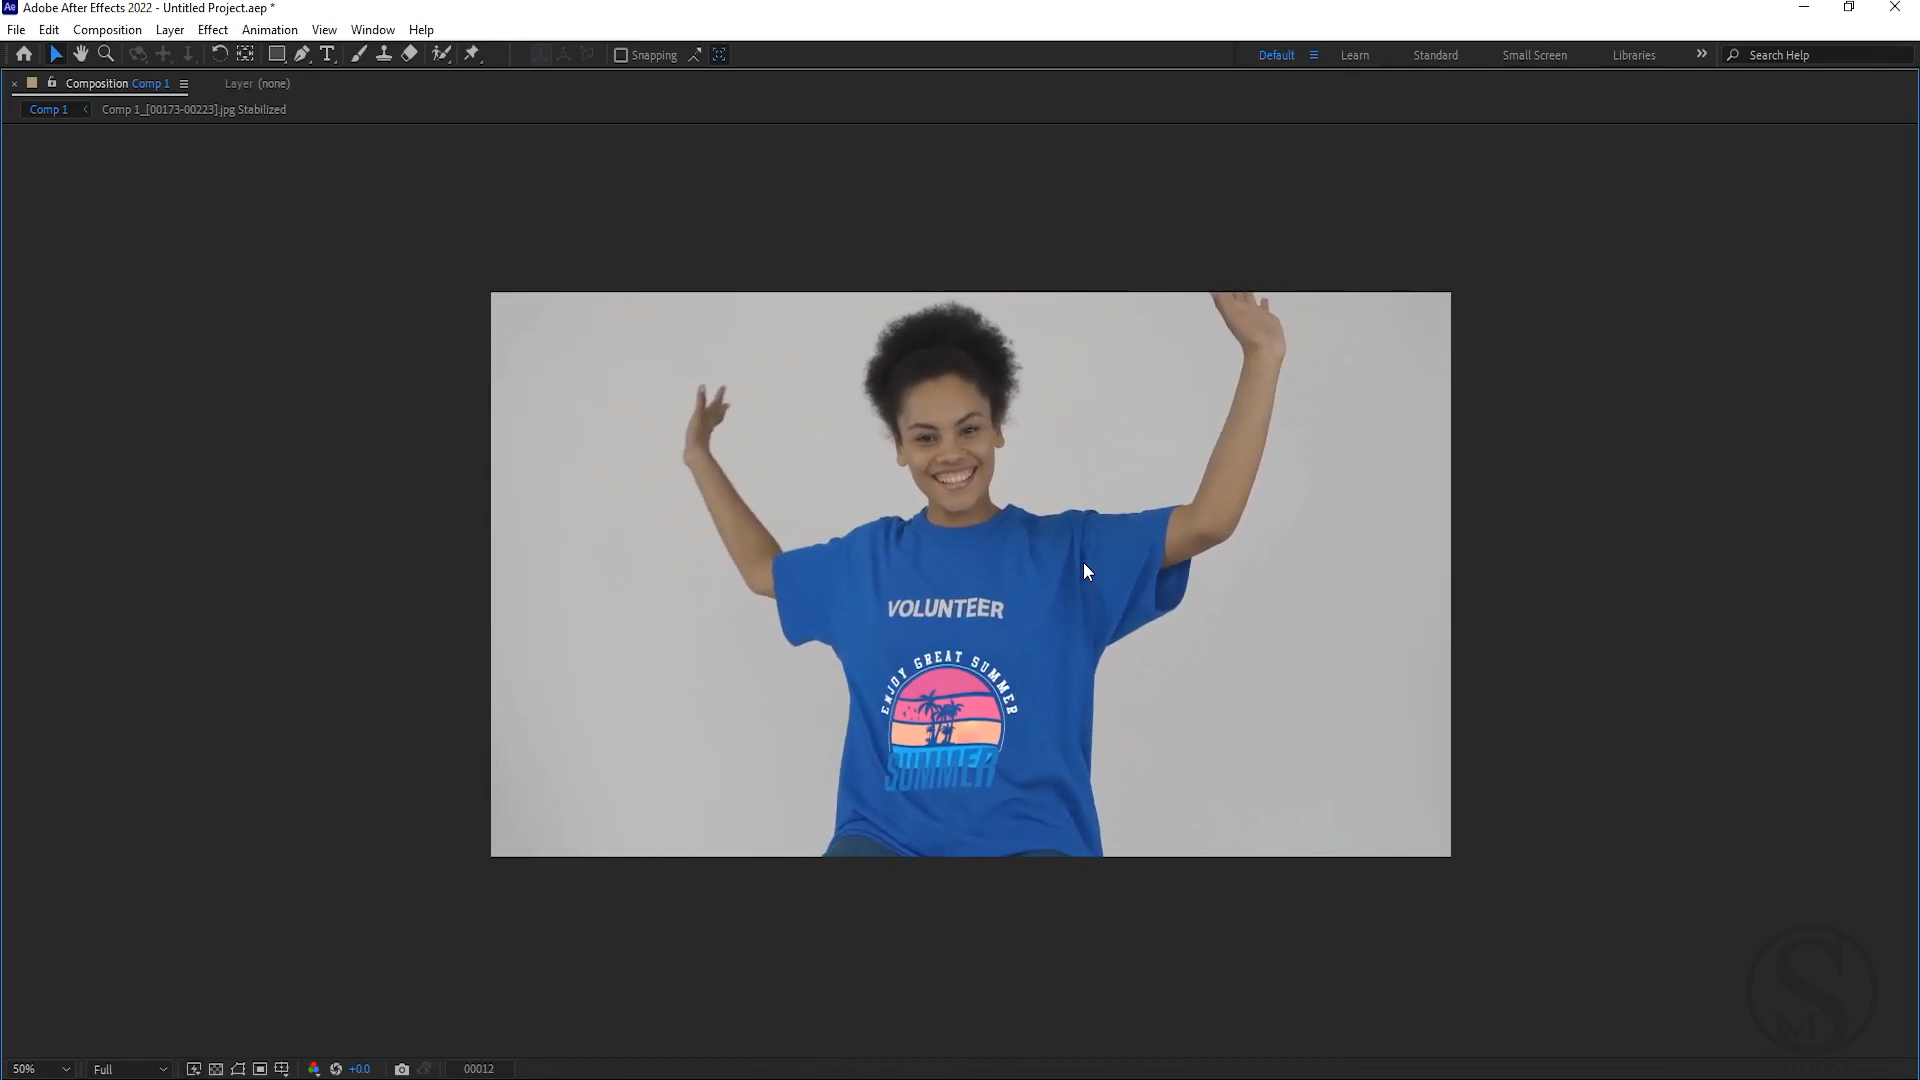 Ae Adobe After Effects 2022 - Untitled Project.aep *
File Edit Composition Layer Effect Animation View Window Help
T Snapping Default Learn Standard Small Screen Libraries » Search Help
× Composition Comp 1 Layer (none)
Comp 1 Comp 1_[00173-00223].jpg Stabilized
VOLUNTEER
ENJOY GREAT SUMMER
SUMMER
50% Full +0.0 00012
SM